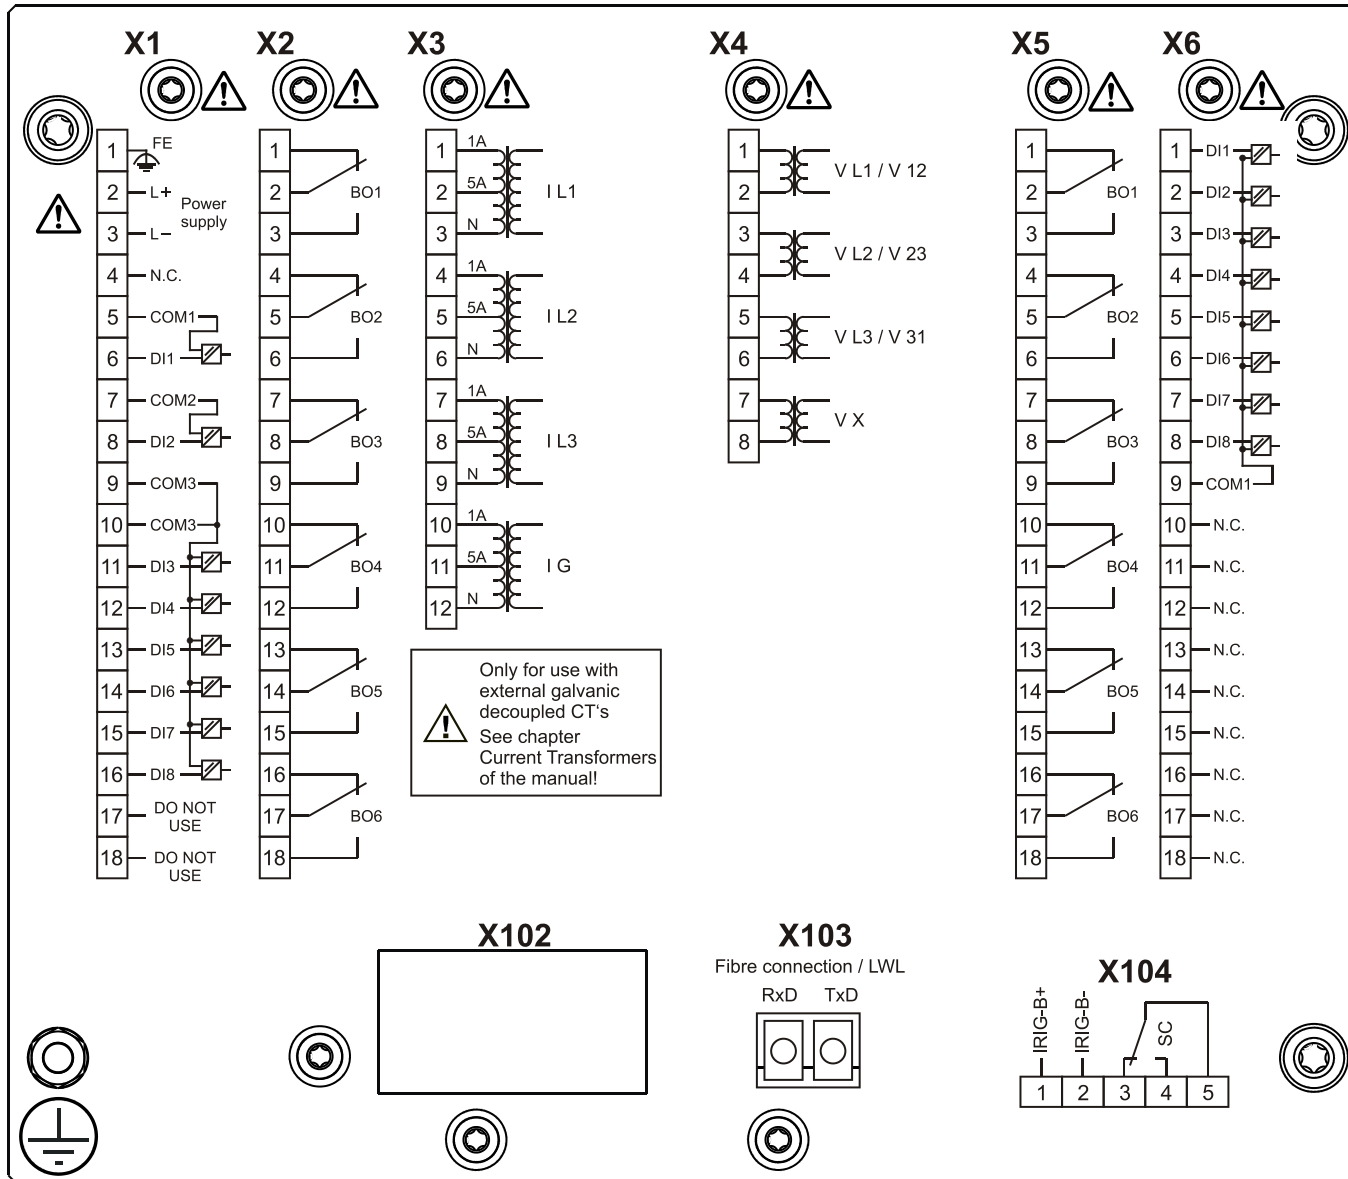 X1
X2
X3
X4
X5
X6
1 FE
2 L+
Power
supply
3 L–
4 N.C.
5 COM1
6 DI1
7 COM2
8 DI2
9 COM3
10 COM3
11 DI3
12 DI4
13 DI5
14 DI6
15 DI7
16 DI8
17 DO NOT
USE
18 DO NOT
USE
1
2 BO1
3
4
5 BO2
6
7
8 BO3
9
10
11 BO4
12
13
14 BO5
15
16
17 BO6
18
1 1A
2 5A I L1
3 N
4 1A
5 5A I L2
6 N
7 1A
8 5A I L3
9 N
10 1A
11 5A I G
12 N
Only for use with
external galvanic
decoupled CT‘s
See chapter
Current Transformers
of the manual!
1
V L1 / V 12
2
3
V L2 / V 23
4
5
V L3 / V 31
6
7
V X
8
1
2 BO1
3
4
5 BO2
6
7
8 BO3
9
10
11 BO4
12
13
14 BO5
15
16
17 BO6
18
1 DI1
2 DI2
3 DI3
4 DI4
5 DI5
6 DI6
7 DI7
8 DI8
9 COM1
10 N.C.
11 N.C.
12 N.C.
13 N.C.
14 N.C.
15 N.C.
16 N.C.
17 N.C.
18 N.C.
X102
X103
Fibre connection / LWL
RxD TxD
X104
IRIG-B+
IRIG-B-
SC
1 2 3 4 5